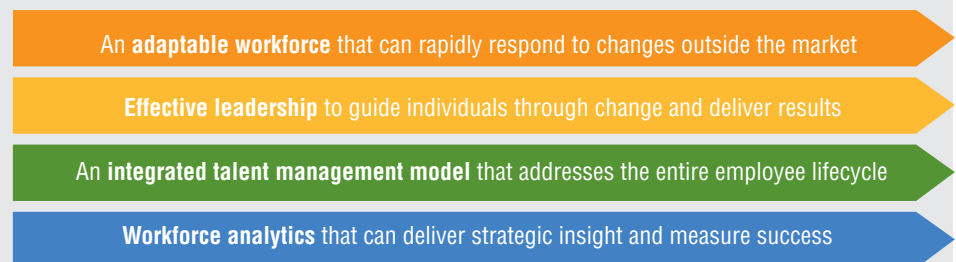 An adaptable workforce that can rapidly respond to changes outside the market
Effective leadership to guide individuals through change and deliver results
An integrated talent management model that addresses the entire employee lifecycle
Workforce analytics that can deliver strategic insight and measure success